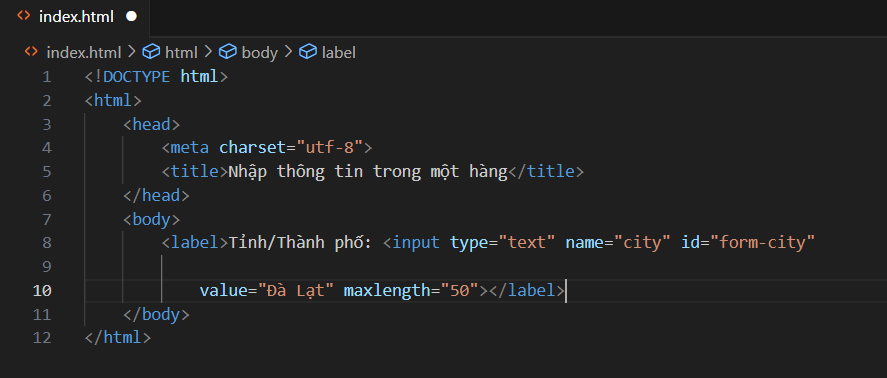 index.html
index.html > html > body > label
1 <!DOCTYPE html>
2 <html>
3 <head>
4 <meta charset="utf-8">
5 <title>Nhập thông tin trong một hàng</title>
6 </head>
7 <body>
8 <label>Tỉnh/Thành phố: <input type="text" name="city" id="form-city"
9
10 value="Đà Lạt" maxlength="50"></label>
11 </body>
12 </html>